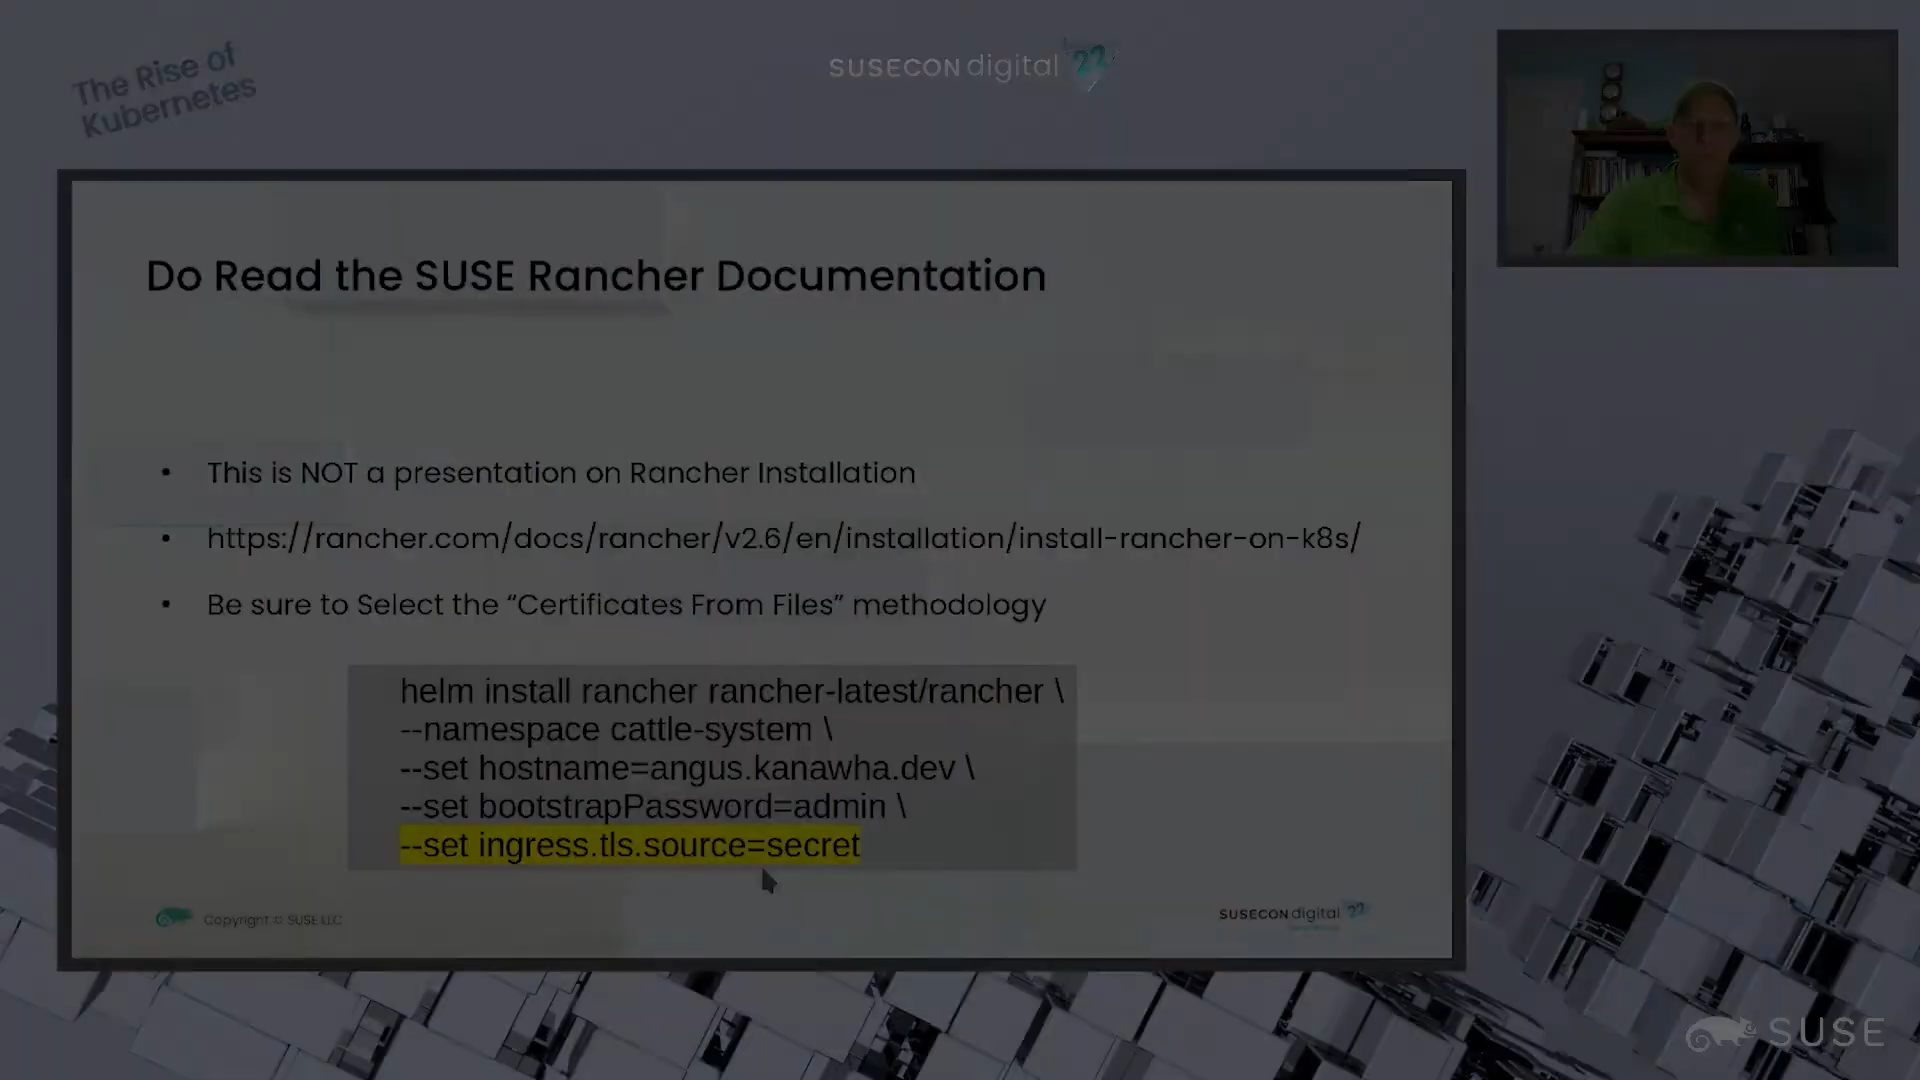 The Rise of
Kubernetes
SUSECON digital '22
Do Read the SUSE Rancher Documentation
• This is NOT a presentation on Rancher Installation
• https://rancher.com/docs/rancher/v2.6/en/installation/install-rancher-on-k8s/
• Be sure to Select the “Certificates From Files” methodology
helm install rancher rancher-latest/rancher \
--namespace cattle-system \
--set hostname=angus.kanawha.dev \
--set bootstrapPassword=admin \
--set ingress.tls.source=secret
Copyright © SUSE LLC
SUSECON digital '22
SUSE